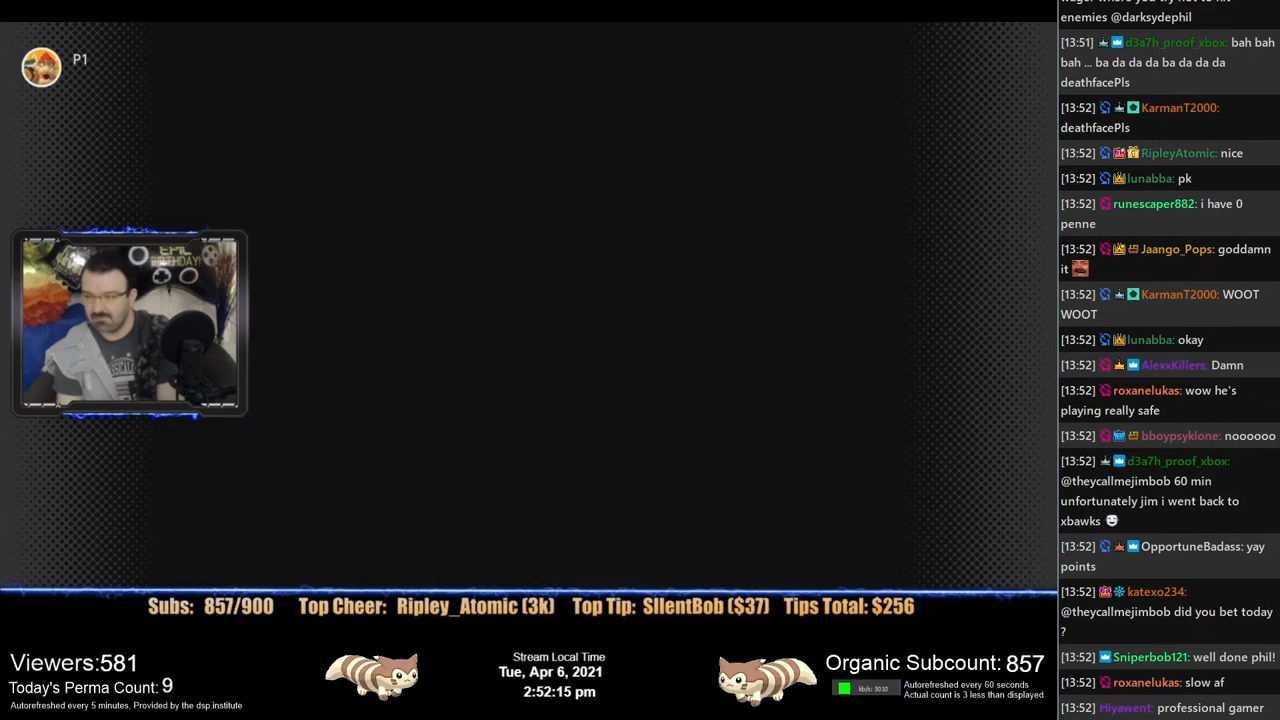 P1
EPIC
BIRTHDAY!
Subs: 857/900 Top Cheer: Ripley_Atomic (3k) Top Tip: SIlentBob ($37) Tips Total: $256
Viewers:581
Today's Perma Count: 9
Autorefreshed every 5 minutes, Provided by the dsp.institute
Stream Local Time
Tue, Apr 6, 2021
2:52:15 pm
Organic Subcount: 857
kb/s: 5010
Autorefreshed every 60 seconds
Actual count is 3 less than displayed
enemies @darksydephil
[13:51] d3a7h_proof_xbox: bah bah
bah ... ba da da da ba da da da
deathfacePls
[13:52] KarmanT2000:
deathfacePls
[13:52] RipleyAtomic: nice
[13:52] lunabba: pk
[13:52] runescaper882: i have 0
penne
[13:52] Jaango_Pops: goddamn
it
[13:52] KarmanT2000: WOOT
WOOT
[13:52] lunabba: okay
[13:52] AlexxKillers: Damn
[13:52] roxanelukas: wow he's
playing really safe
[13:52] bboypsyklone: noooooo
[13:52] d3a7h_proof_xbox:
@theycallmejimbob 60 min
unfortunately jim i went back to
xbawks
[13:52] OpportuneBadass: yay
points
[13:52] katexo234:
@theycallmejimbob did you bet today
?
[13:52] Sniperbob121: well done phil!
[13:52] roxanelukas: slow af
[13:52] Hiyawent: professional gamer